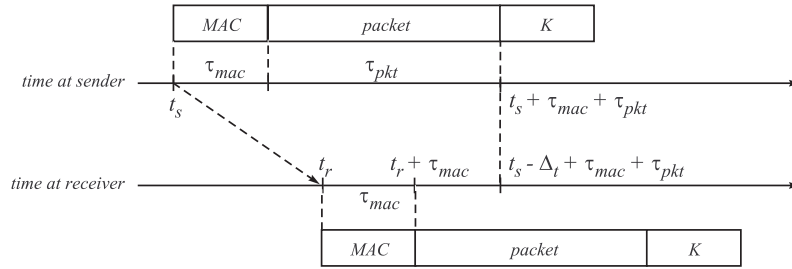 MAC packet K
τmac τpkt
time at sender
ts ts + τmac + τpkt
tr tr + τmac ts - Δt + τmac + τpkt
time at receiver
τmac
MAC packet K